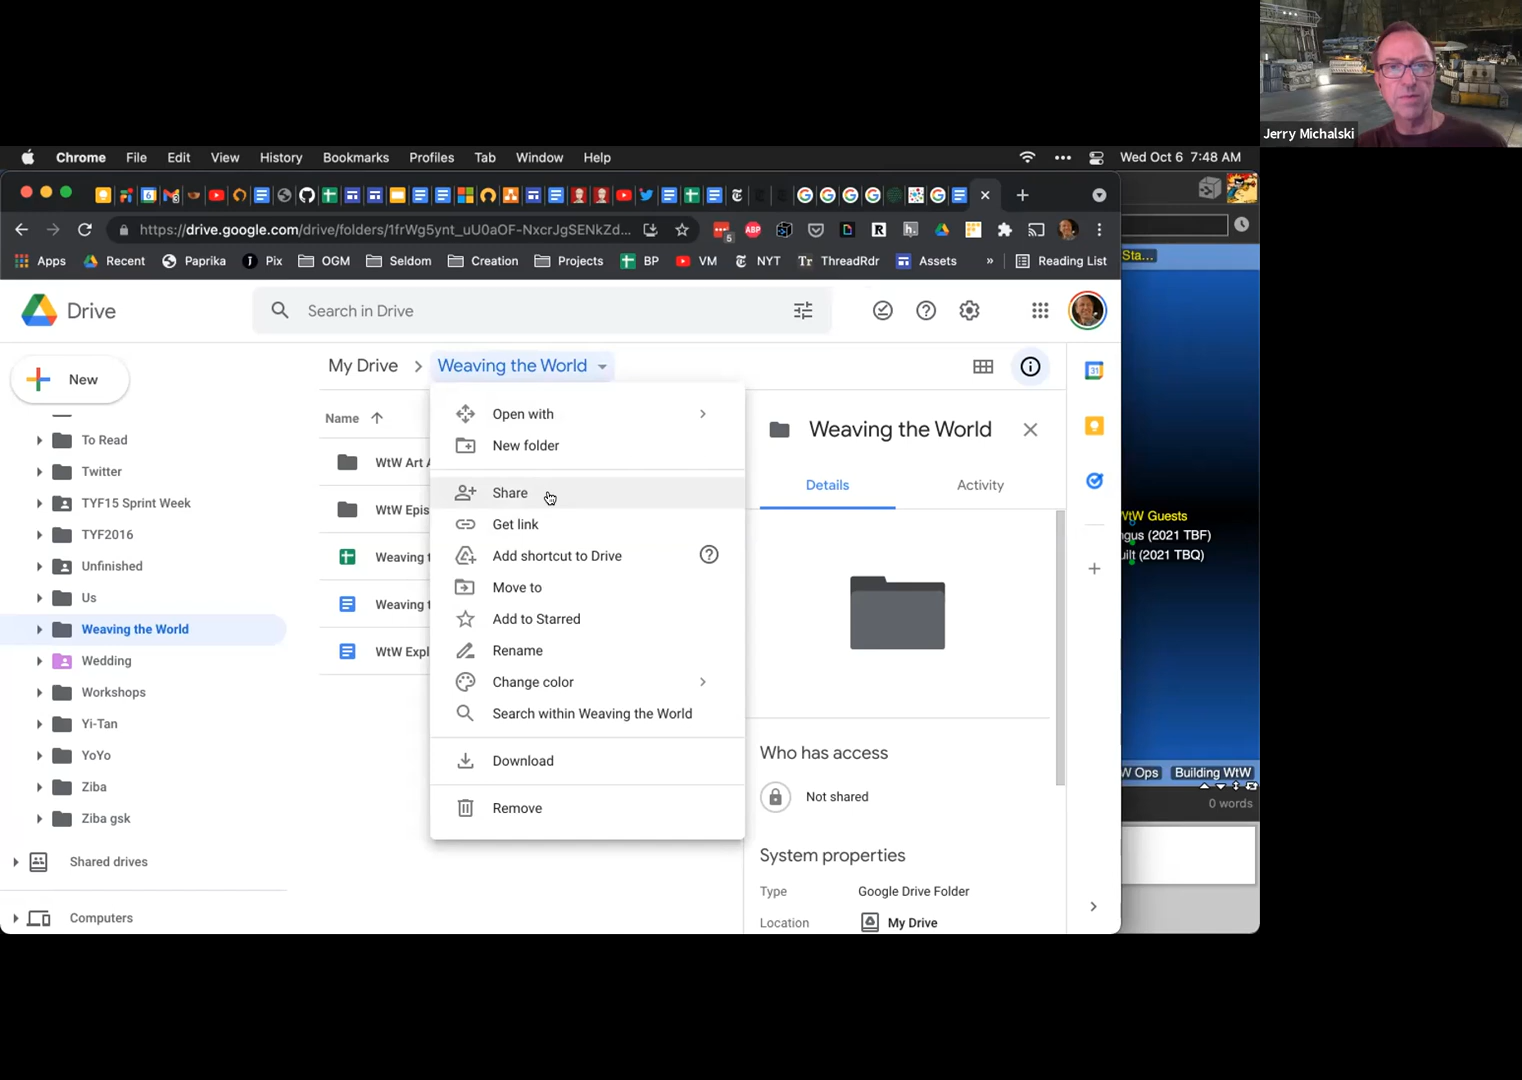 Jerry Michalski
Chrome File Edit View History Bookmarks Profiles Tab Window Help Wed Oct 6 7:48 AM
https://drive.google.com/drive/folders/1frWg5ynt_uU0aOF-NxcrJgSENkZd...
Apps Recent Paprika Pix OGM Seldom Creation Projects BP VM NYT ThreadRdr Assets » Reading List
Sta...
Drive
Search in Drive
New
My Drive > Weaving the World
Name
To Read
Twitter
TYF15 Sprint Week
TYF2016
Unfinished
Us
Weaving the World
Wedding
Workshops
Yi-Tan
YoYo
Ziba
Ziba gsk
Shared drives
Computers
WtW Art A
WtW Epis
Weaving t
Weaving t
WtW Expl
Open with
New folder
Share
Get link
Add shortcut to Drive
Move to
Add to Starred
Rename
Change color
Search within Weaving the World
Download
Remove
Weaving the World
Details Activity
Who has access
Not shared
System properties
Type Google Drive Folder
Location My Drive
WtW Guests
ngus (2021 TBF)
uilt (2021 TBQ)
W Ops Building WtW
0 words